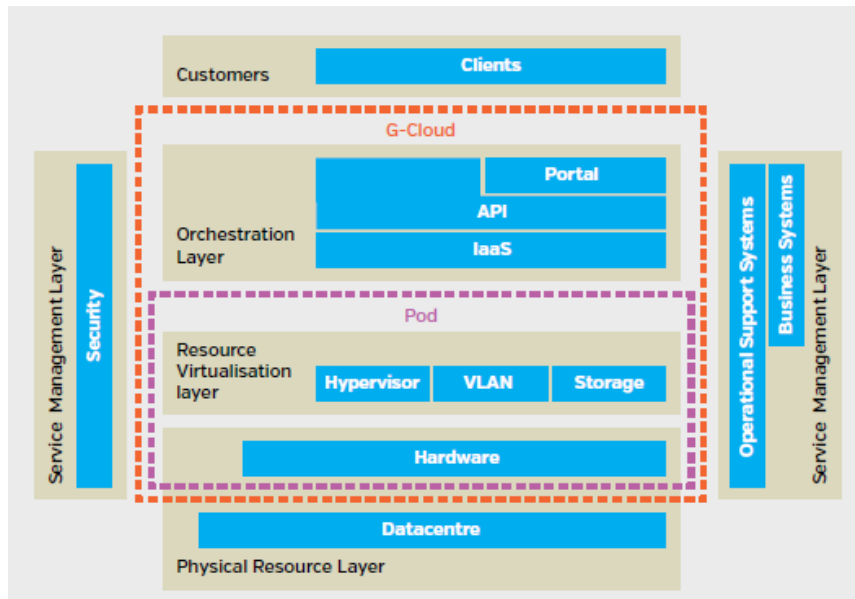 Customers
Clients
G-Cloud
Orchestration
Layer
Portal
API
IaaS
Pod
Resource
Virtualisation
layer
Hypervisor
VLAN
Storage
Hardware
Datacentre
Physical Resource Layer
Service Management Layer
Security
Operational Support Systems
Business Systems
Service Management Layer